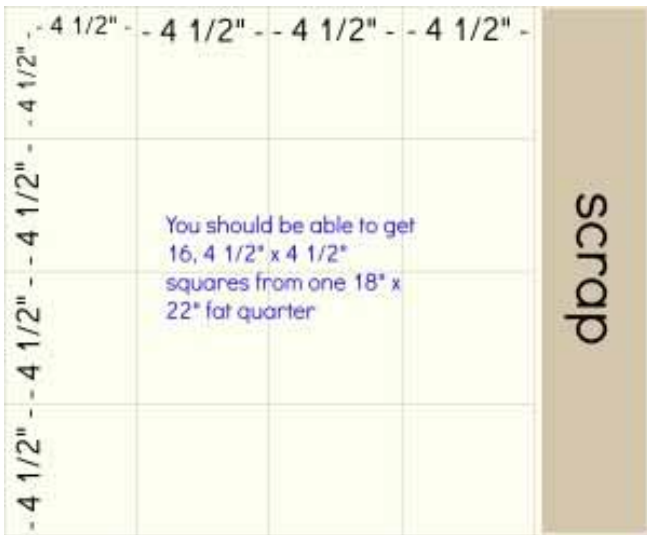 - 4 1/2" - - 4 1/2" - - 4 1/2" - - 4 1/2" -
- 4 1/2" - - 4 1/2" - - 4 1/2" - - 4 1/2" -
You should be able to get
16, 4 1/2" x 4 1/2"
squares from one 18" x
22" fat quarter
scrap